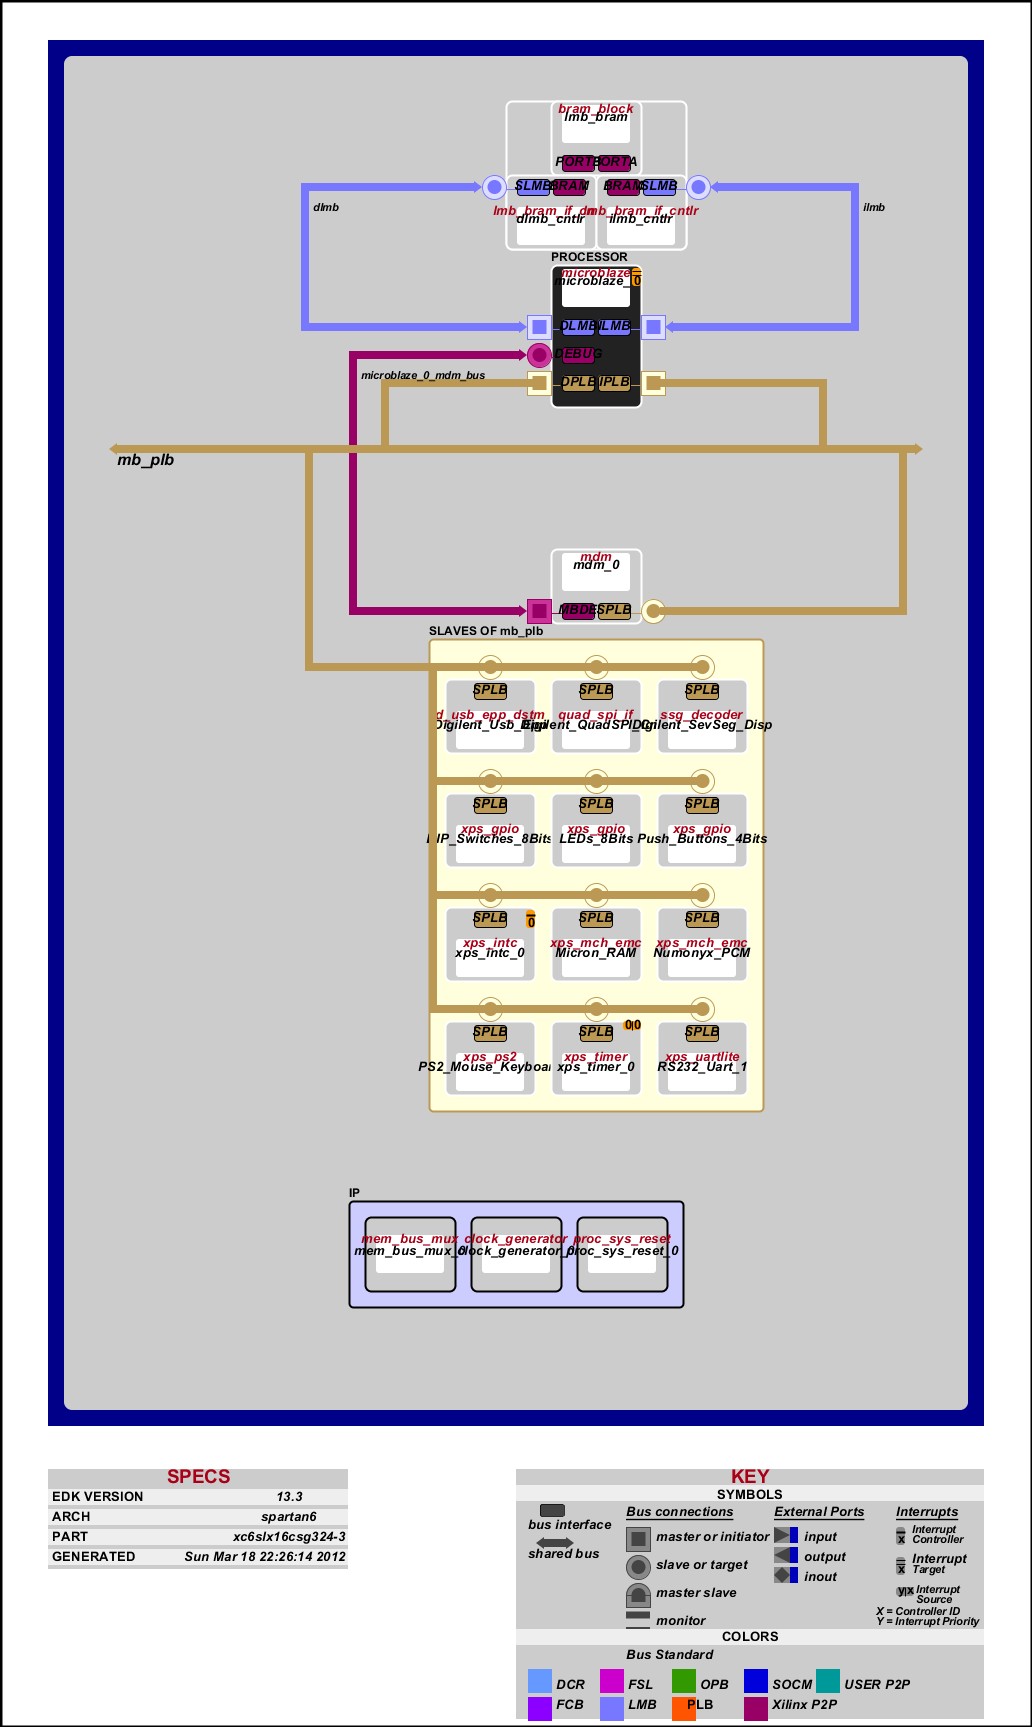 bram_block
lmb_bram
PORTB PORTA
SLMB BRAM BRAM SLMB
dlmb
lmb_bram_if_cntlr lmb_bram_if_cntlr
ilmb
dlmb_cntlr ilmb_cntlr
PROCESSOR
microblaze
microblaze_0
DLMB ILMB
DEBUG
microblaze_0_mdm_bus
DPLB IPLB
mb_plb
mdm
mdm_0
MBDE SPLB
SLAVES OF mb_plb
SPLB SPLB SPLB
d_usb_epp_dstm quad_spi_if ssg_decoder
Digilent_Usb_Epp Digilent_QuadSPI_ Digilent_SevSeg_Disp
SPLB SPLB SPLB
xps_gpio xps_gpio xps_gpio
DIP_Switches_8Bits LEDs_8Bits Push_Buttons_4Bits
SPLB 0 SPLB SPLB
xps_intc xps_mch_emc xps_mch_emc
xps_intc_0 Micron_RAM Numonyx_PCM
0|0
SPLB SPLB SPLB
xps_ps2 xps_timer xps_uartlite
PS2_Mouse_Keyboar xps_timer_0 RS232_Uart_1
IP
mem_bus_mux clock_generator proc_sys_reset
mem_bus_mux_0 clock_generator_0 proc_sys_reset_0
SPECS
EDK VERSION 13.3
ARCH spartan6
PART xc6slx16csg324-3
GENERATED Sun Mar 18 22:26:14 2012
KEY
SYMBOLS
bus interface
shared bus
Bus connections
master or initiator
slave or target
master slave
monitor
External Ports
input
output
inout
Interrupts
x Interrupt
Controller
x Interrupt
Target
y|x Interrupt
Source
X = Controller ID
Y = Interrupt Priority
COLORS
Bus Standard
DCR FSL OPB SOCM USER P2P
FCB LMB PLB Xilinx P2P